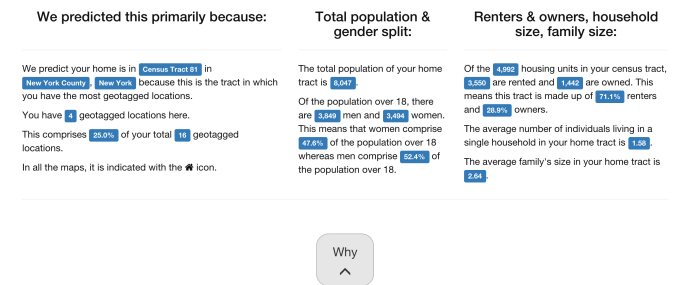 We predicted this primarily because:
We predict your home is in Census Tract 81 in
New York County, New York because this is the tract in which
you have the most geotagged locations.
You have 4 geotagged locations here.
This comprises 25.0% of your total 16 geotagged
locations.
In all the maps, it is indicated with the icon.
Total population &
gender split:
The total population of your home
tract is 8,047.
Of the population over 18, there
are 3,849 men and 3,494 women.
This means that women comprise
47.6% of the population over 18
whereas men comprise 52.4% of
the population over 18.
Renters & owners, household
size, family size:
Of the 4,992 housing units in your census tract,
3,550 are rented and 1,442 are owned. This
means this tract is made up of 71.1% renters
and 28.9% owners.
The average number of individuals living in a
single household in your home tract is 1.58.
The average family's size in your home tract is
2.64.
Why